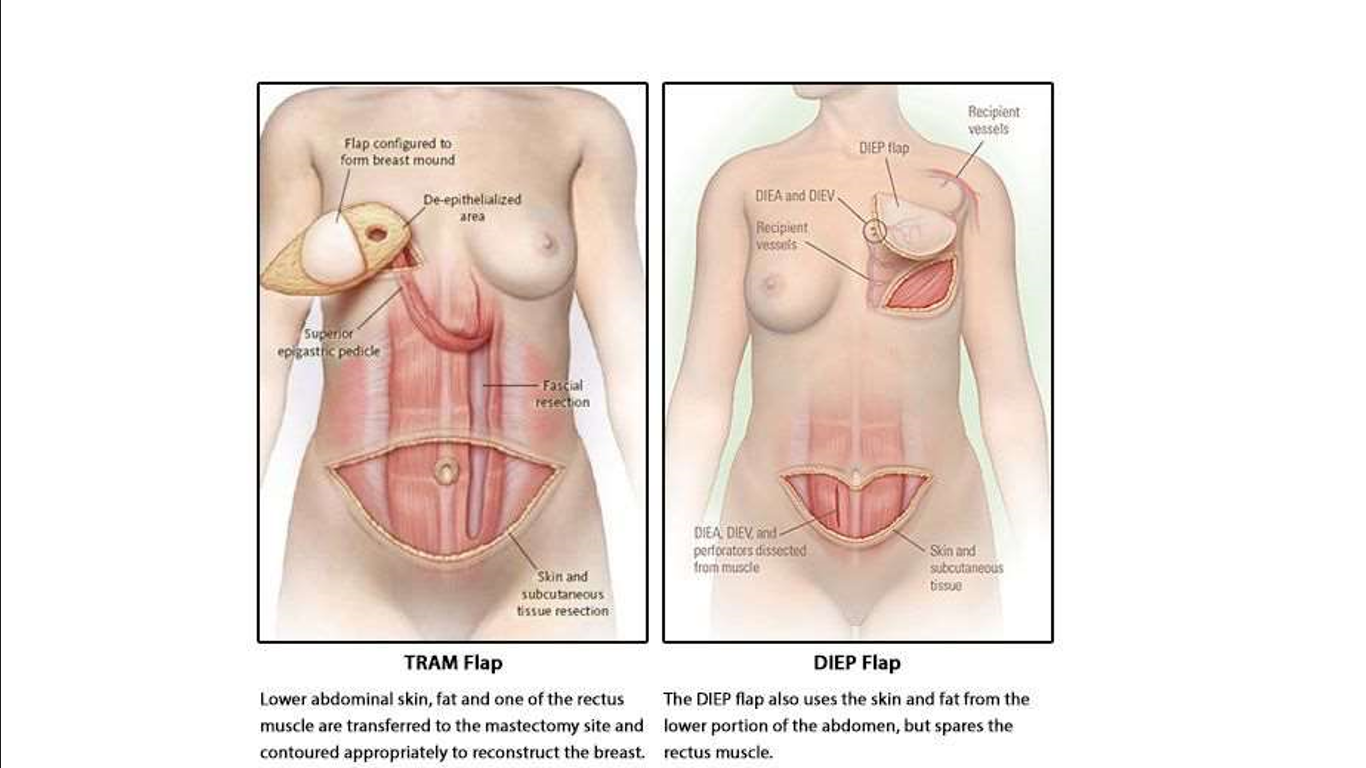 Flap configured to
form breast mound
De-epithelialized
area
Superior
epigastric pedicle
Fascial
resection
Skin and
subcutaneous
tissue resection
Recipient
vessels
DIEP flap
DIEA and DIEV
Recipient
vessels
DIEA, DIEV, and
perforators dissected
from muscle
Skin and
subcutaneous
tissue
TRAM Flap
Lower abdominal skin, fat and one of the rectus
muscle are transferred to the mastectomy site and
contoured appropriately to reconstruct the breast.
DIEP Flap
The DIEP flap also uses the skin and fat from the
lower portion of the abdomen, but spares the
rectus muscle.